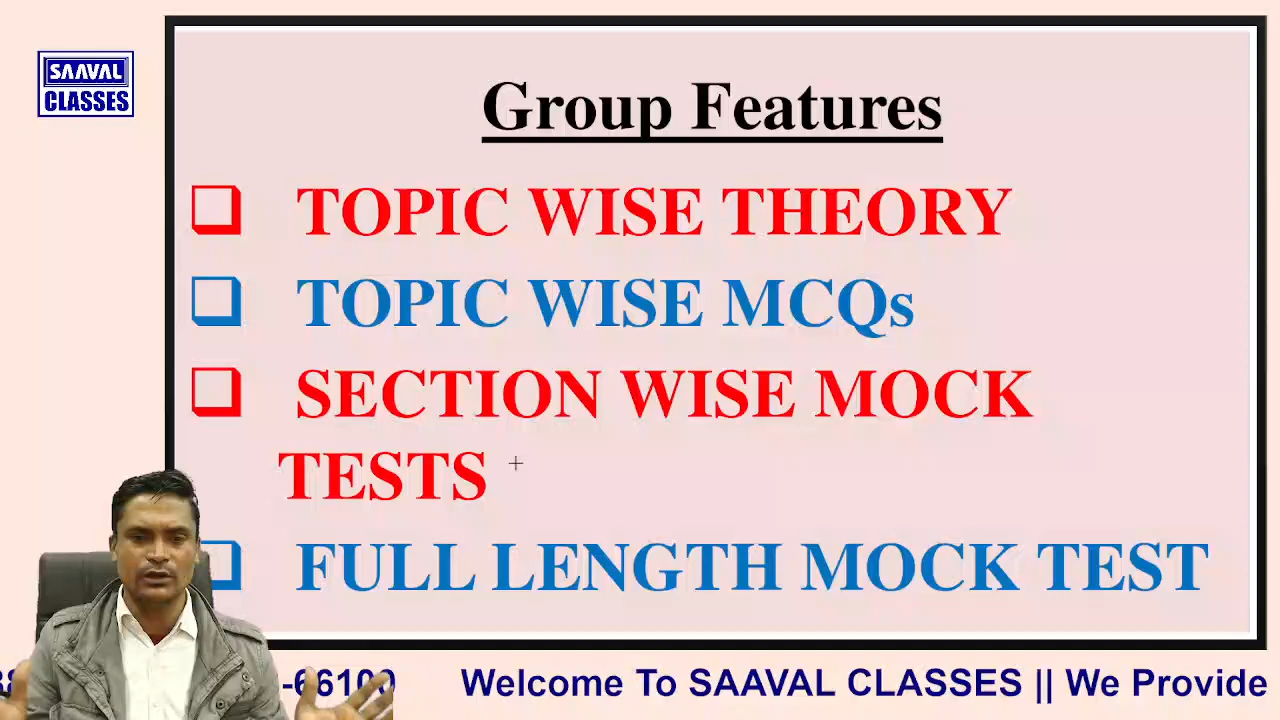 SAAVAL
CLASSES
Group Features
TOPIC WISE THEORY
TOPIC WISE MCQs
SECTION WISE MOCK
TESTS
FULL LENGTH MOCK TEST
-66100 Welcome To SAAVAL CLASSES || We Provide